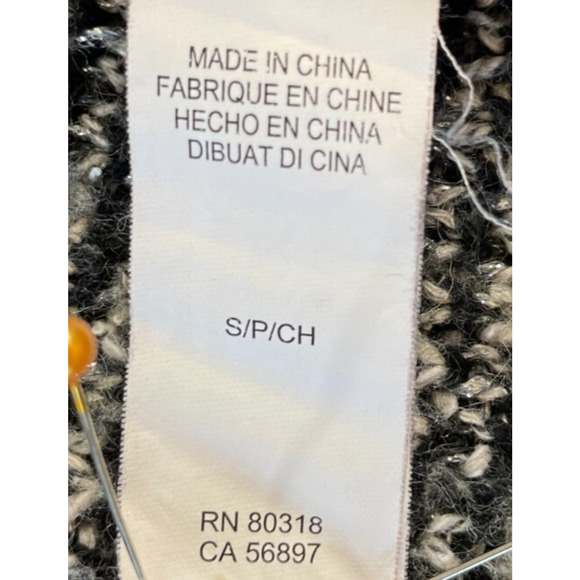 MADE IN CHINA
FABRIQUE EN CHINE
HECHO EN CHINA
DIBUAT DI CINA
S/P/CH
RN 80318
CA 56897